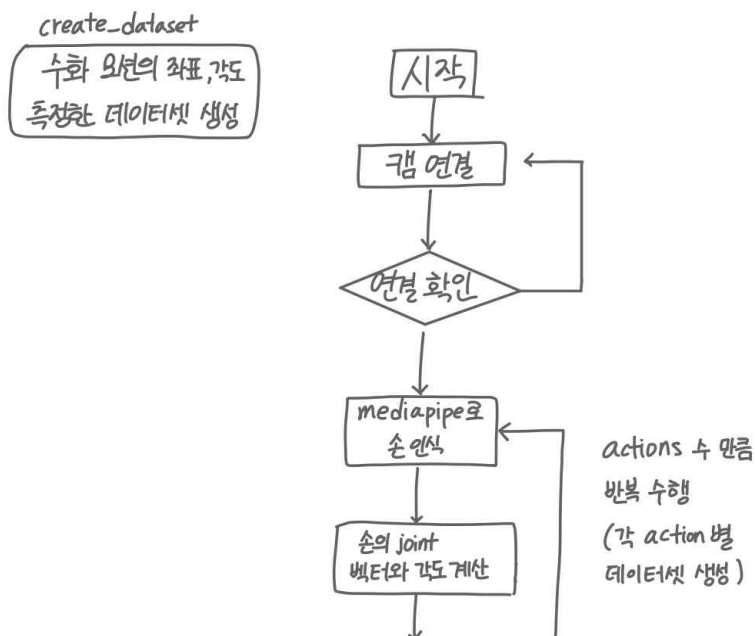 create_dataset
수화 모션의 좌표, 각도
측정한 데이터셋 생성
시작
캠 연결
연결 확인
mediapipe로
손 인식
손의 joint
벡터와 각도 계산
actions 수 만큼
반복 수행
(각 action 별
데이터셋 생성)